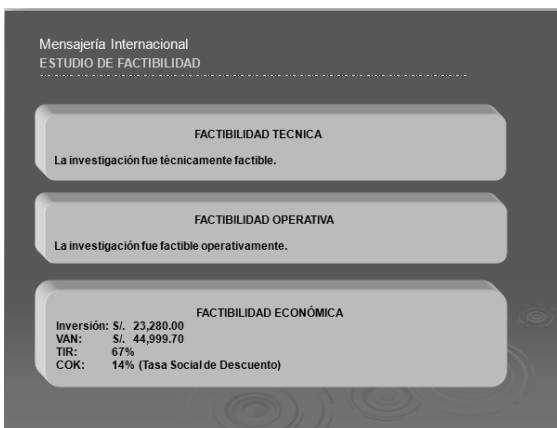 Mensajería Internacional
ESTUDIO DE FACTIBILIDAD
FACTIBILIDAD TECNICA
La investigación fue técnicamente factible.
FACTIBILIDAD OPERATIVA
La investigación fue factible operativamente.
FACTIBILIDAD ECONÓMICA
Inversión: S/. 23,280.00
VAN: S/. 44,999.70
TIR: 67%
COK: 14% (Tasa Social de Descuento)